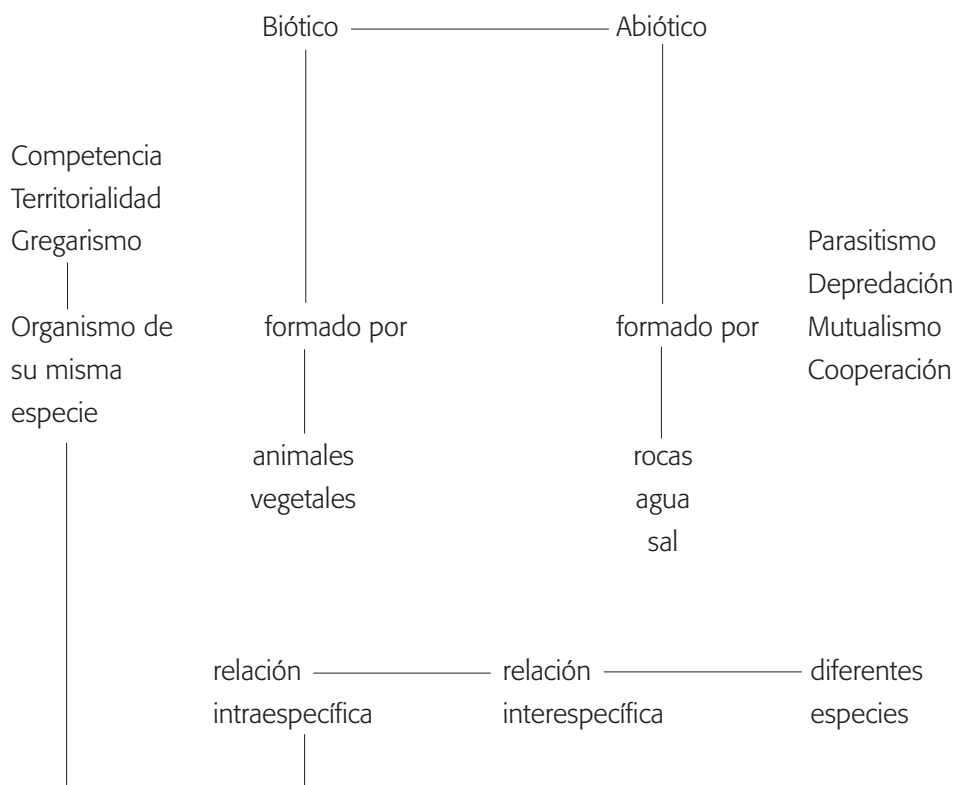 Biótico Abiótico
Competencia
Territorialidad
Gregarismo
Parasitismo
Depredación
Mutualismo
Cooperación
Organismo de
su misma
especie
formado por
formado por
animales
vegetales
rocas
agua
sal
relación
intraespecífica
relación
interespecífica
diferentes
especies